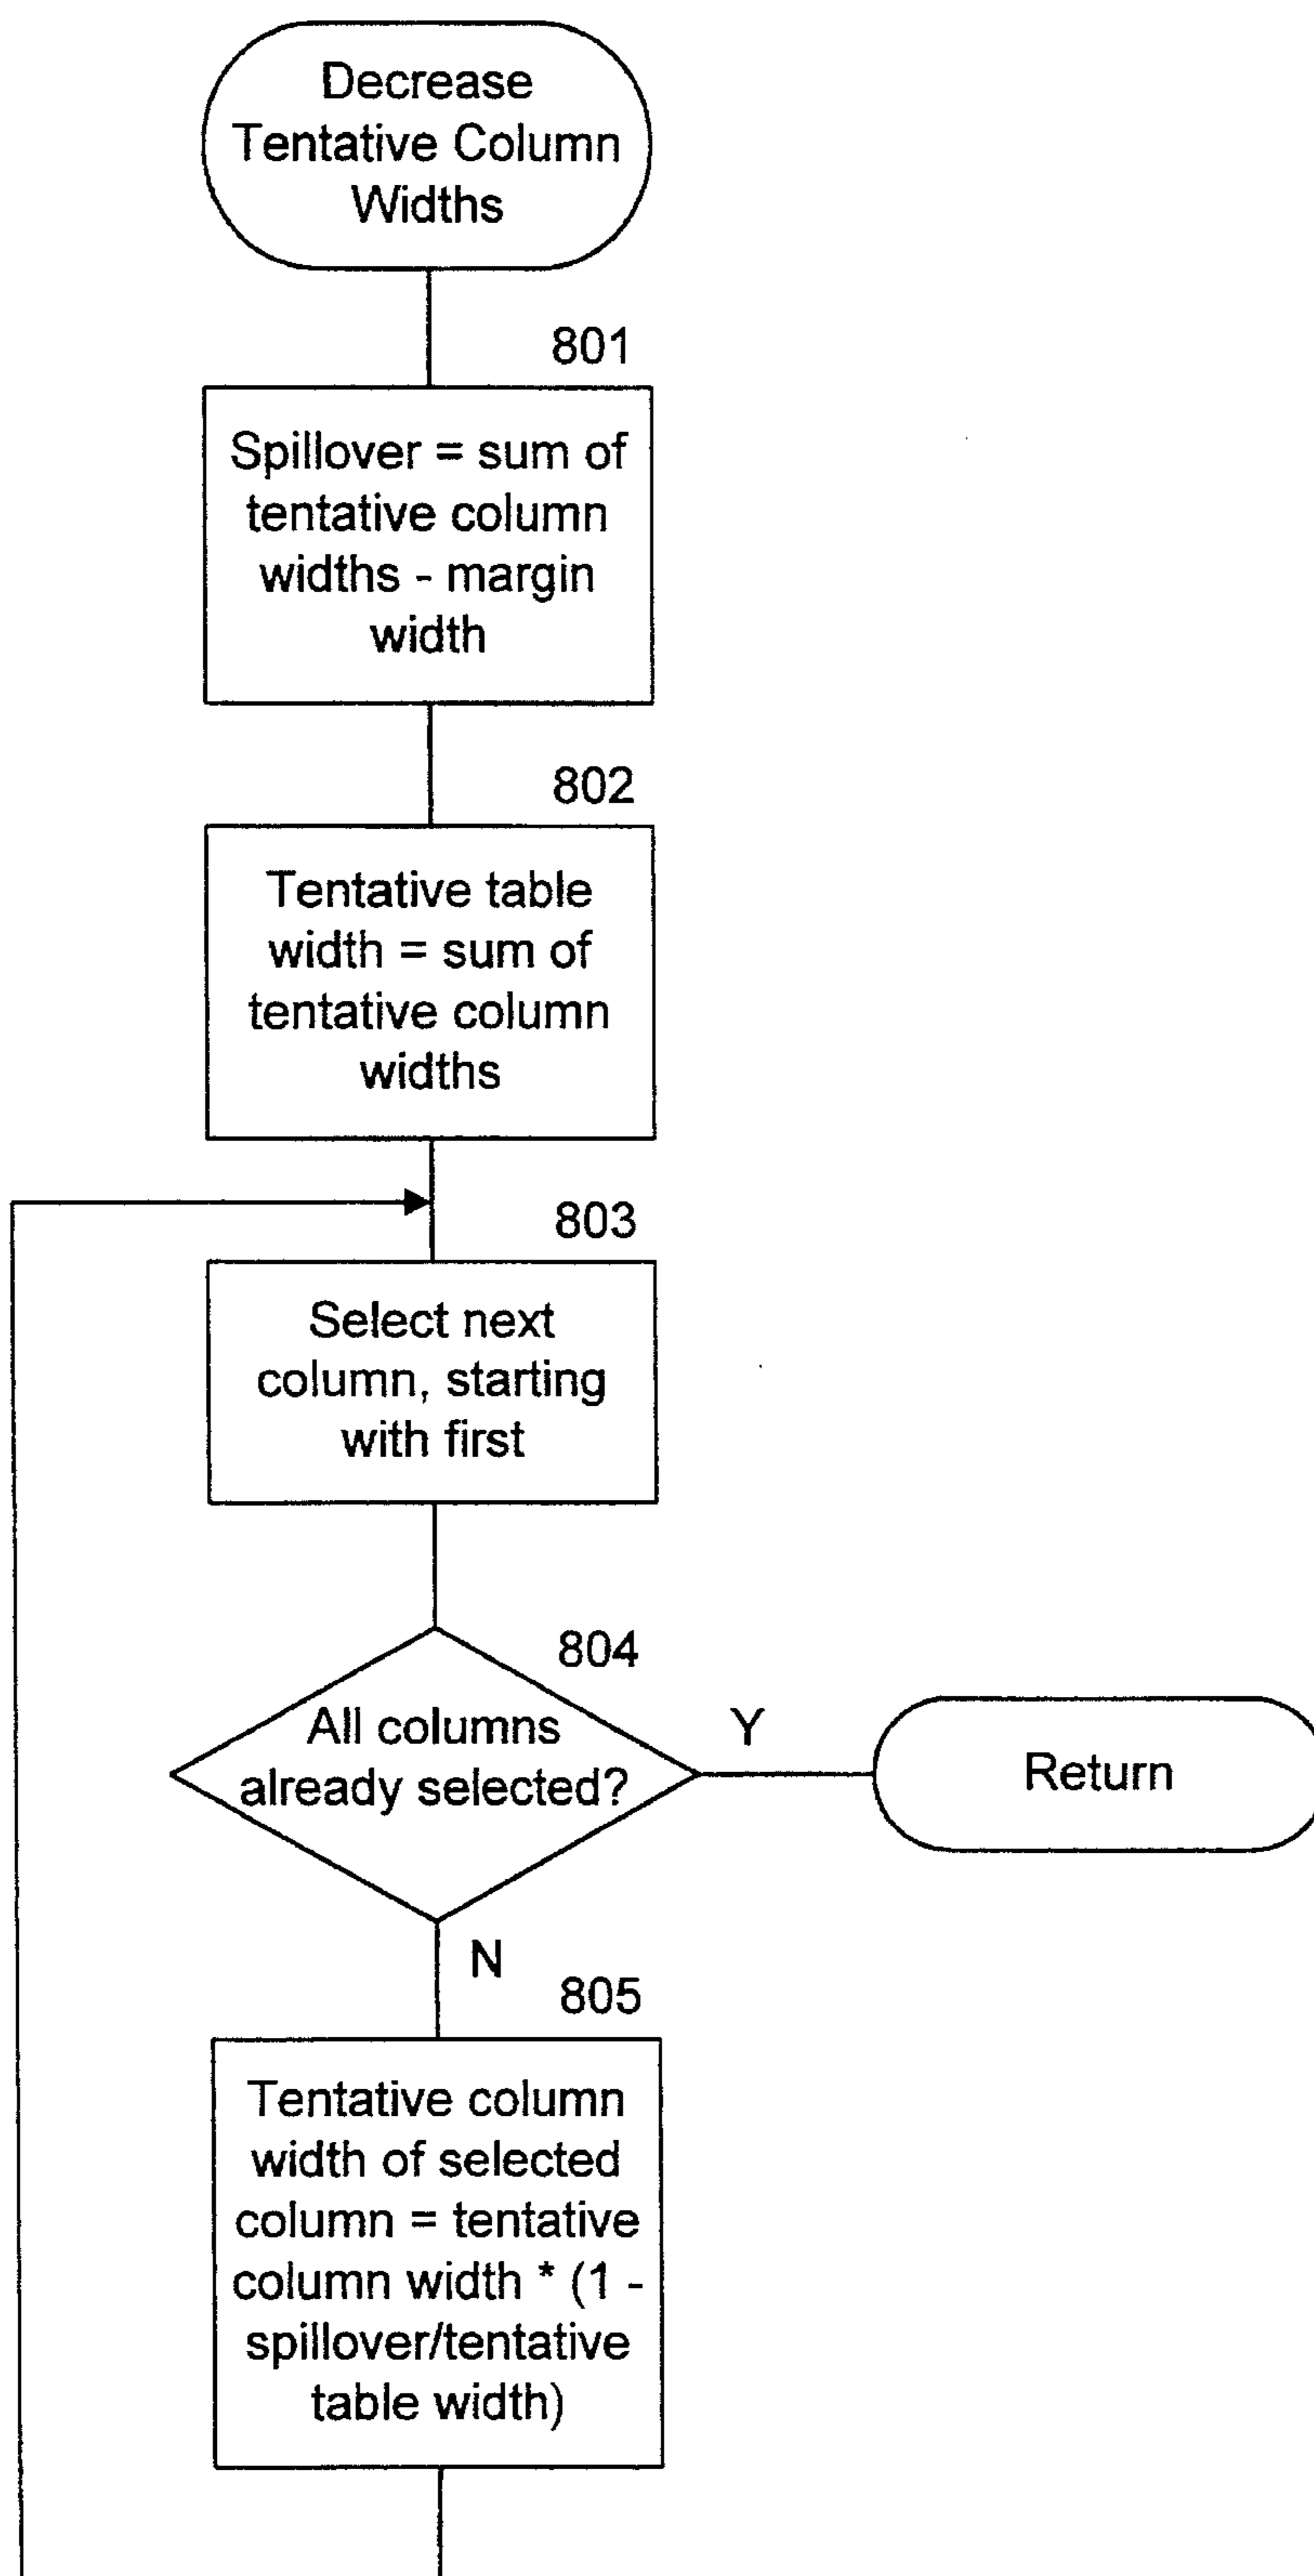 Decrease
Tentative Column
Widths
801
Spillover = sum of
tentative column
widths - margin
width
802
Tentative table
width = sum of
tentative column
widths
803
Select next
column, starting
with first
804
All columns
already selected?
Y
Return
N
805
Tentative column
width of selected
column = tentative
column width * (1 -
spillover/tentative
table width)